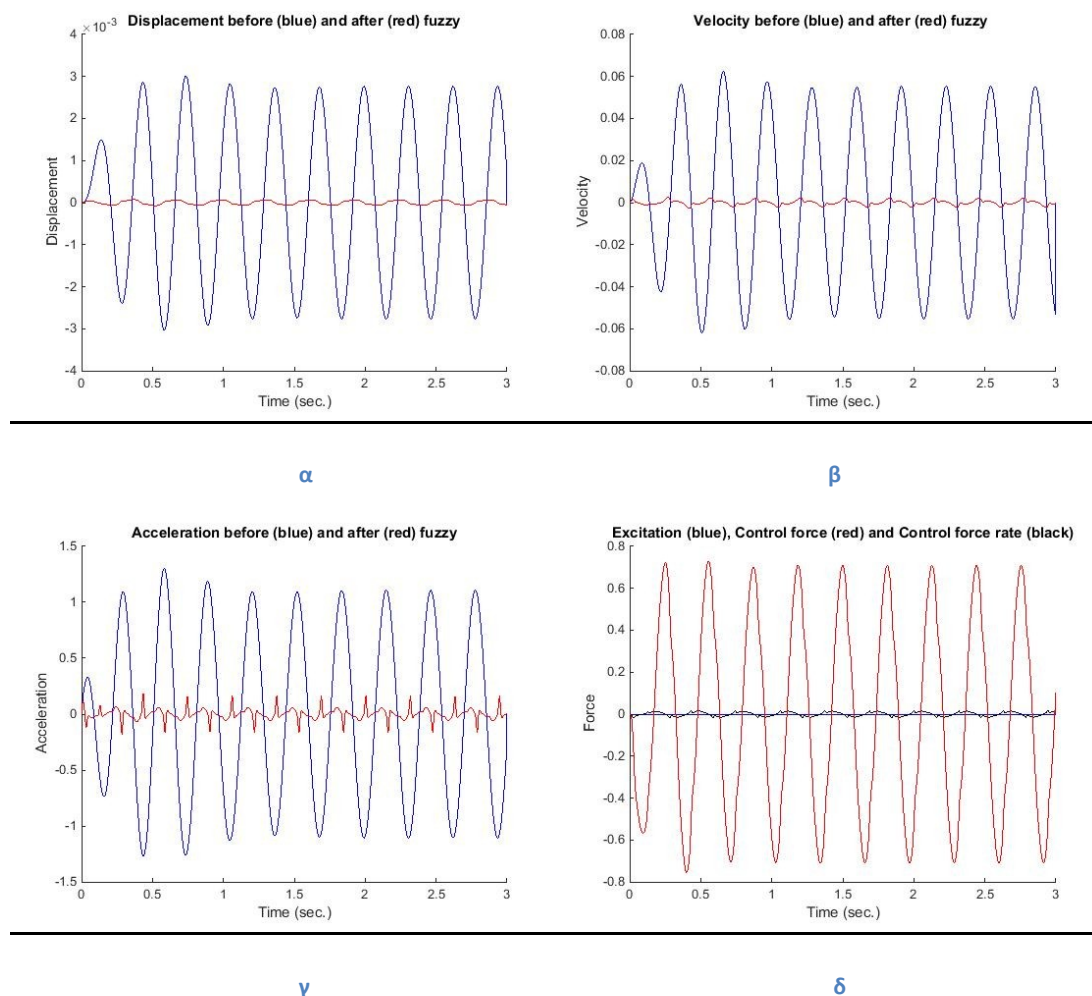 Displacement before (blue) and after (red) fuzzy
×10⁻³
4
3
2
1
0
-1
-2
-3
-4
Displacement
0 0.5 1 1.5 2 2.5 3
Time (sec.)
Velocity before (blue) and after (red) fuzzy
0.08
0.06
0.04
0.02
0
-0.02
-0.04
-0.06
-0.08
Velocity
0 0.5 1 1.5 2 2.5 3
Time (sec.)
α
β
Acceleration before (blue) and after (red) fuzzy
1.5
1
0.5
0
-0.5
-1
-1.5
Acceleration
0 0.5 1 1.5 2 2.5 3
Time (sec.)
Excitation (blue), Control force (red) and Control force rate (black)
0.8
0.6
0.4
0.2
0
-0.2
-0.4
-0.6
-0.8
Force
0 0.5 1 1.5 2 2.5 3
Time (sec.)
γ
δ